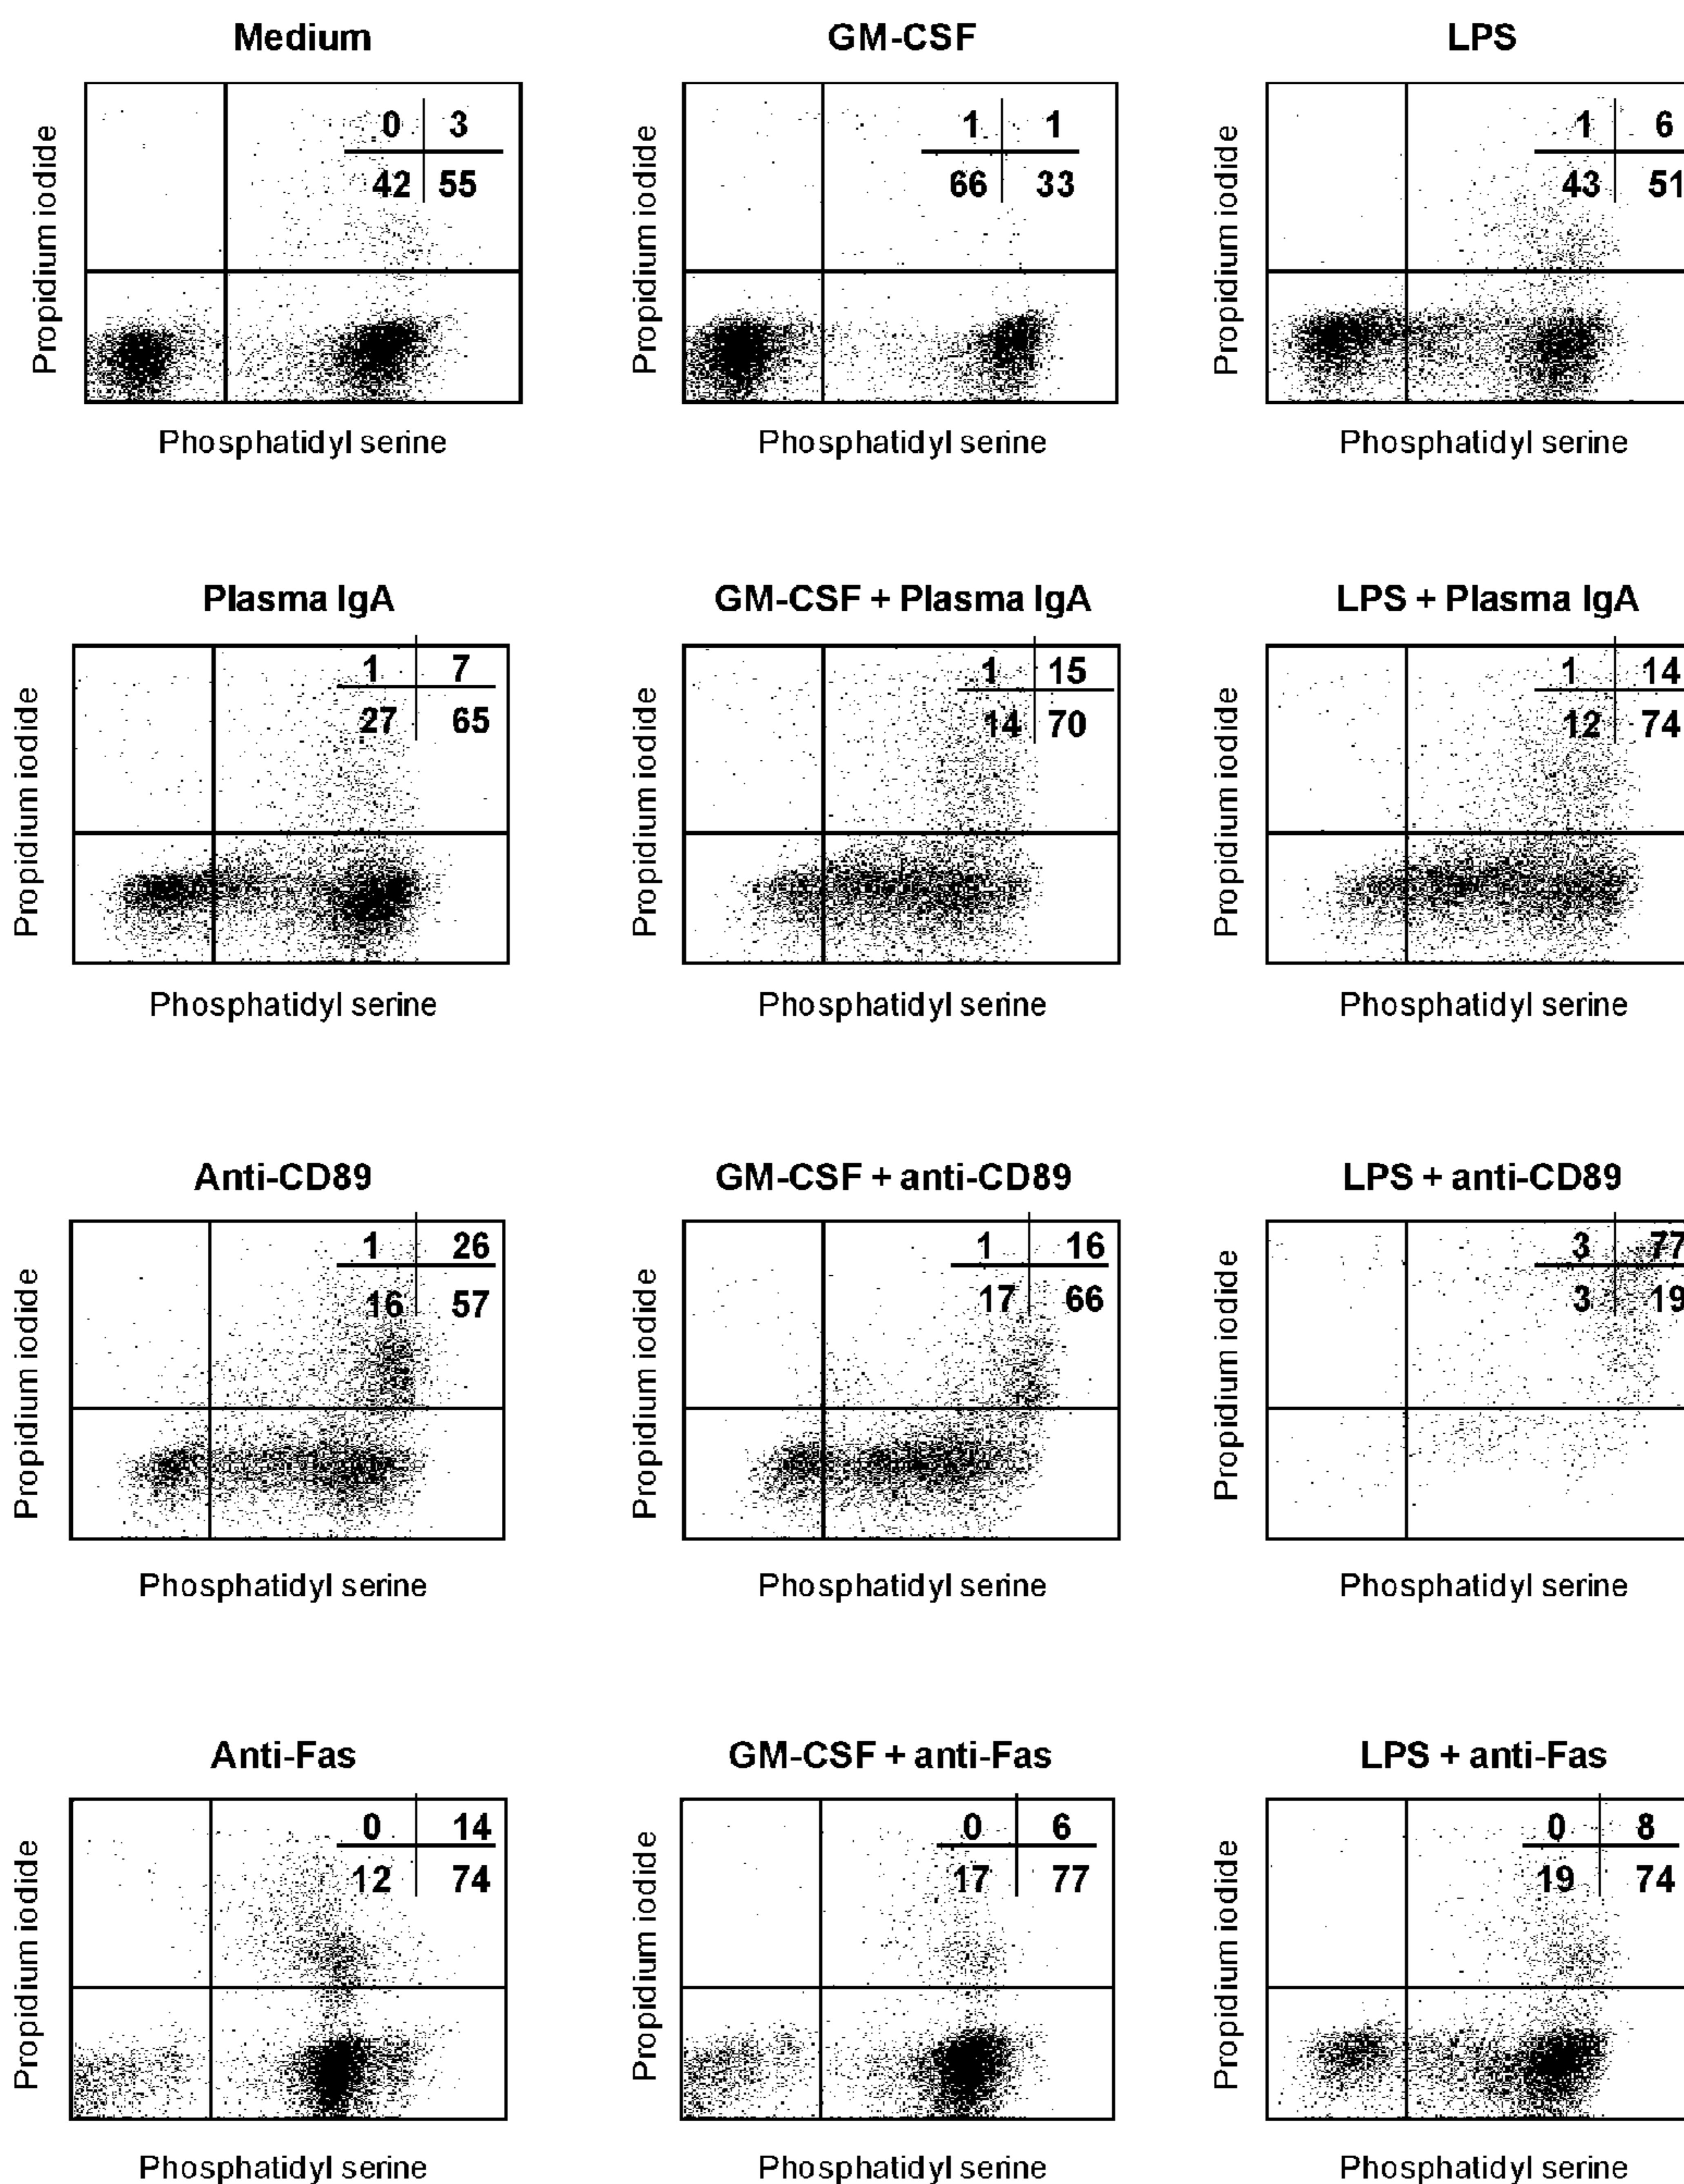 Medium GM-CSF LPS
0 3 1 1 1 6
42 55 66 33 43 51
Propidium iodide Propidium iodide Propidium iodide
Phosphatidyl serine Phosphatidyl serine Phosphatidyl serine
Plasma IgA GM-CSF + Plasma IgA LPS + Plasma IgA
1 7 1 15 1 14
27 65 14 70 12 74
Propidium iodide Propidium iodide Propidium iodide
Phosphatidyl serine Phosphatidyl serine Phosphatidyl serine
Anti-CD89 GM-CSF + anti-CD89 LPS + anti-CD89
1 26 1 16 3 77
16 57 17 66 3 19
Propidium iodide Propidium iodide Propidium iodide
Phosphatidyl serine Phosphatidyl serine Phosphatidyl serine
Anti-Fas GM-CSF + anti-Fas LPS + anti-Fas
0 14 0 6 0 8
12 74 17 77 19 74
Propidium iodide Propidium iodide Propidium iodide
Phosphatidyl serine Phosphatidyl serine Phosphatidyl serine